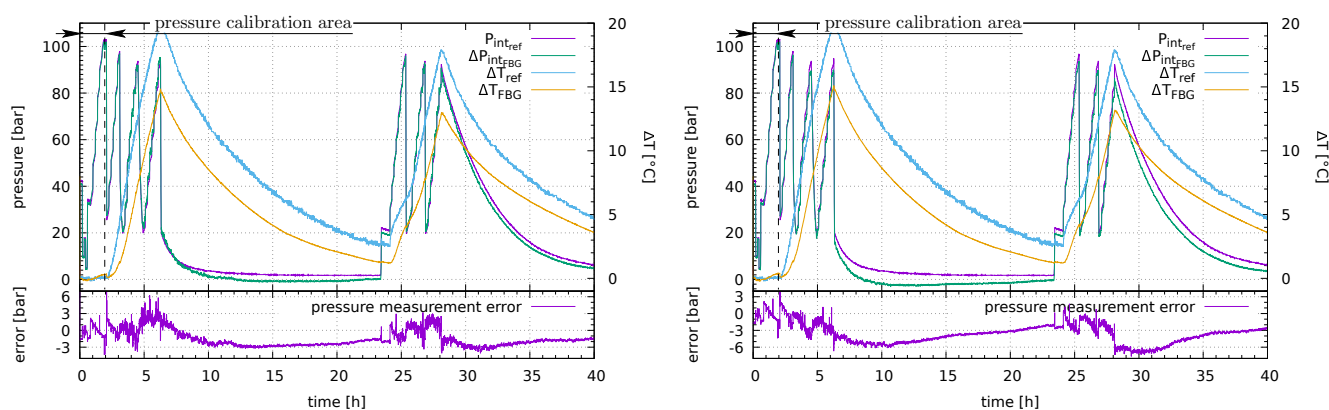 pressure calibration area
P_int_ref
ΔP_int_FBG
ΔT_ref
ΔT_FBG
pressure [bar]
100
80
60
40
20
0
ΔT [°C]
20
15
10
5
0
pressure measurement error
error [bar]
6
3
0
-3
0 5 10 15 20 25 30 35 40
time [h]
pressure calibration area
P_int_ref
ΔP_int_FBG
ΔT_ref
ΔT_FBG
pressure [bar]
100
80
60
40
20
0
ΔT [°C]
20
15
10
5
0
pressure measurement error
error [bar]
3
0
-3
-6
0 5 10 15 20 25 30 35 40
time [h]